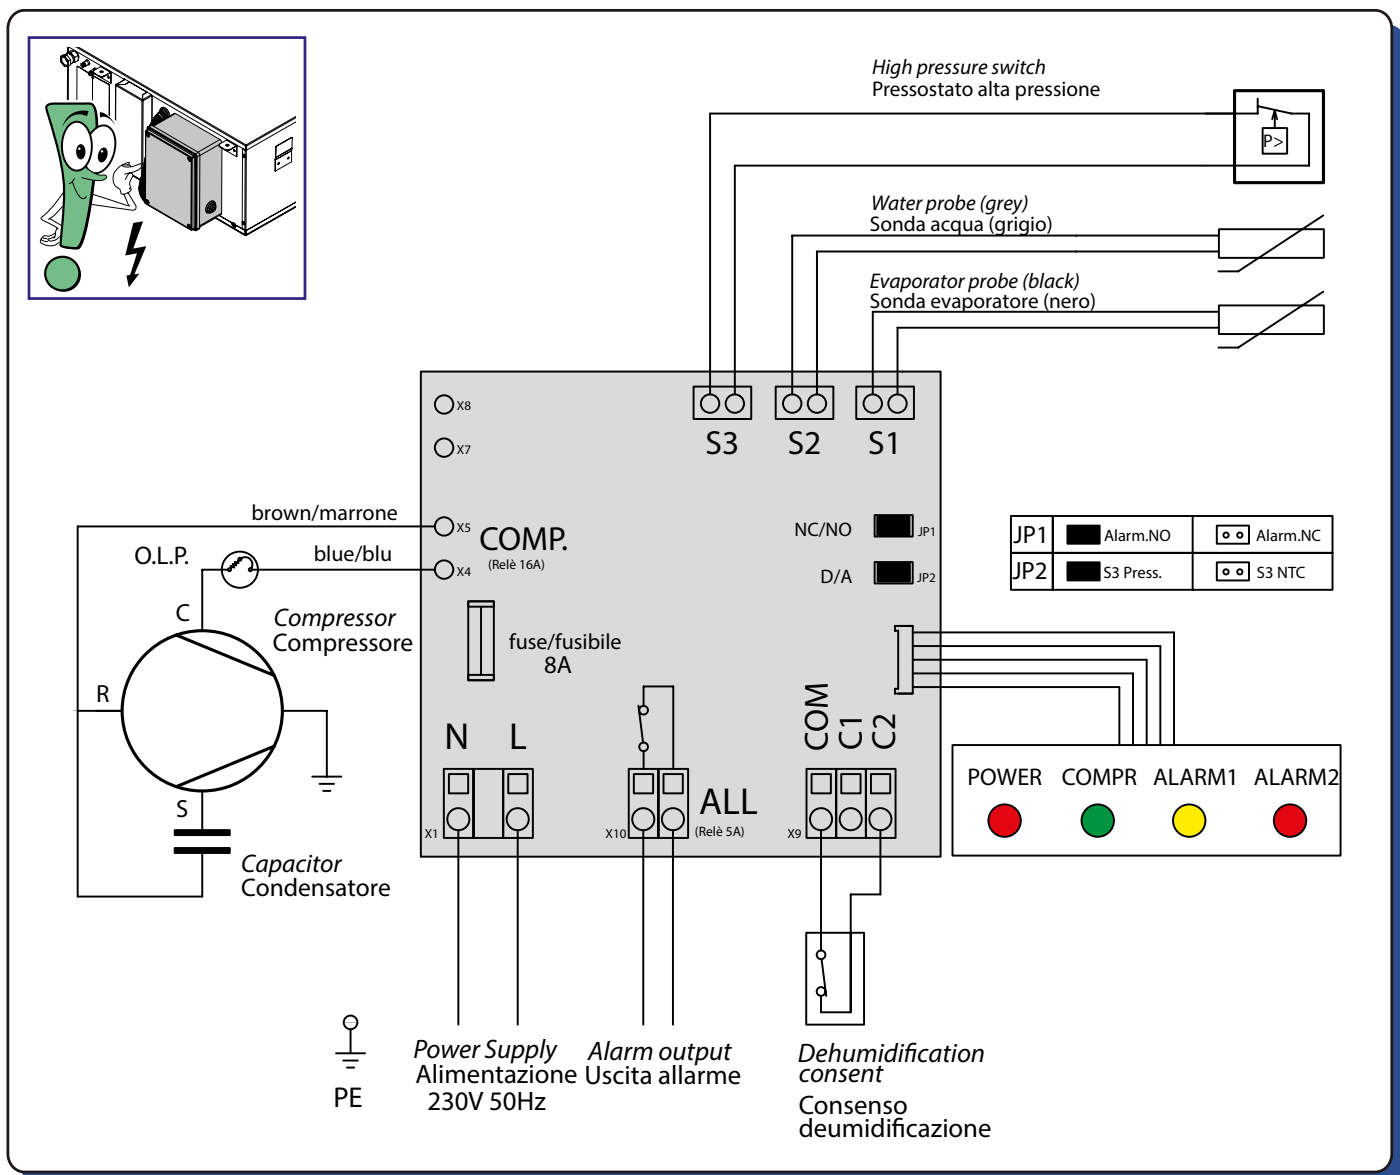 High pressure switch
Pressostato alta pressione
P>
Water probe (grey)
Sonda acqua (grigio)
Evaporator probe (black)
Sonda evaporatore (nero)
X8
X7
S3
S2
S1
brown/marrone
X5
COMP.
(Relè 16A)
NC/NO
JP1
O.L.P.
blue/blu
X4
D/A
JP2
JP1 Alarm.NO Alarm.NC
JP2 S3 Press. S3 NTC
C
Compressor
Compressore
fuse/fusibile
8A
R
N
L
COM
C1
C2
S
X1
X10
ALL
(Relè 5A)
X9
POWER COMPR ALARM1 ALARM2
Capacitor
Condensatore
PE
Power Supply
Alimentazione
230V 50Hz
Alarm output
Uscita allarme
Dehumidification
consent
Consenso
deumidificazione